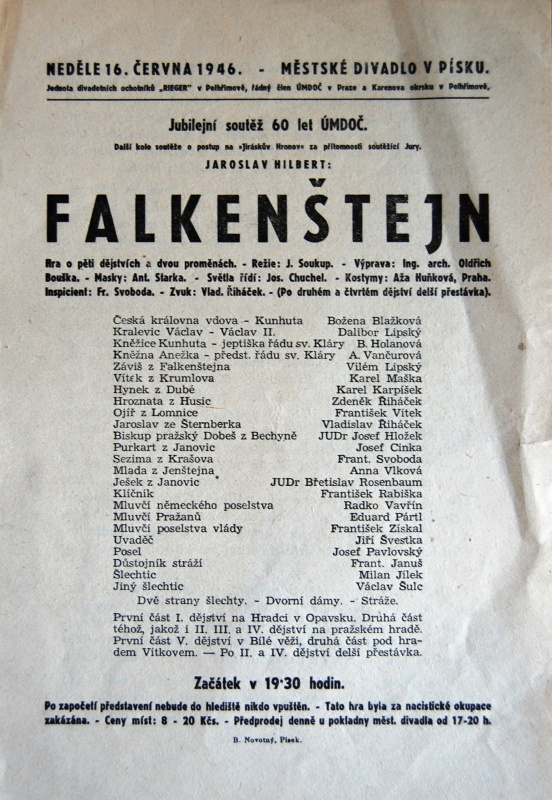 NEDĚLE 16. ČERVNA 1946. - MĚSTSKÉ DIVADLO V PÍSKU.
Jednota divadelních ochotníků „RIEGER" v Pelhřimově, řádný člen ÚMDOČ v Praze a Karenova okrsku v Pelhřimově,
Jubilejní soutěž 60 let ÚMDOČ.
Další kolo soutěže o postup na »Jiráskův Hronov« za přítomnosti soutěžící Jury.
JAROSLAV HILBERT:
FALKENŠTEJN
Hra o pěti dějstvích a dvou proměnách. - Režie: J. Soukup. - Výprava: Ing. arch. Oldřich
Bouška. - Masky: Ant. Starka. - Světla řídí: Jos. Chuchel. - Kostymy: Aža Huňková, Praha.
Inspicient: Fr. Svoboda. - Zvuk: Vlad. Řiháček. - (Po druhém a čtvrtém dějství delší přestávka).
Česká královna vdova - Kunhuta Božena Blažková
Kralevic Václav - Václav II. Dalibor Lipský
Kněžice Kunhuta - jeptiška řádu sv. Kláry B. Holanová
Kněžna Anežka - předst. řádu sv. Kláry A. Vančurová
Záviš z Falkenštejna Vilém Lipský
Vítek z Krumlova Karel Maška
Hynek z Dubé Karel Karpíšek
Hroznata z Husic Zdeněk Řiháček
Ojíř z Lomnice František Vítek
Jaroslav ze Šternberka Vladislav Řiháček
Biskup pražský Dobeš z Bechyně JUDr Josef Hložek
Purkart z Janovic Josef Cinka
Sezima z Krašova Frant. Svoboda
Mlada z Jenštejna Anna Vlková
Ješek z Janovic JUDr Břetislav Rosenbaum
Klíčník František Rabiška
Mluvčí německého poselstva Radko Vavřín
Mluvčí Pražanů Eduard Pártl
Mluvčí poselstva vlády František Získal
Uvaděč Jiří Švestka
Posel Josef Pavlovský
Důstojník stráží Frant. Januš
Šlechtic Milan Jílek
Jiný šlechtic Václav Šulc
Dvě strany šlechty. - Dvorní dámy. - Stráže.
První část I. dějství na Hradci v Opavsku. Druhá část
téhož, jakož i II. III. a IV. dějství na pražském hradě.
První část V. dějství v Bílé věži, druhá část pod hra-
dem Vítkovem. — Po II. a IV. dějství delší přestávka.
Začátek v 19·30 hodin.
Po započetí představení nebude do hlediště nikdo vpuštěn. - Tato hra byla za nacistické okupace
zakázána. - Ceny míst: 8 - 20 Kčs. - Předprodej denně u pokladny měst. divadla od 17-20 h.
B. Novotný, Písek.